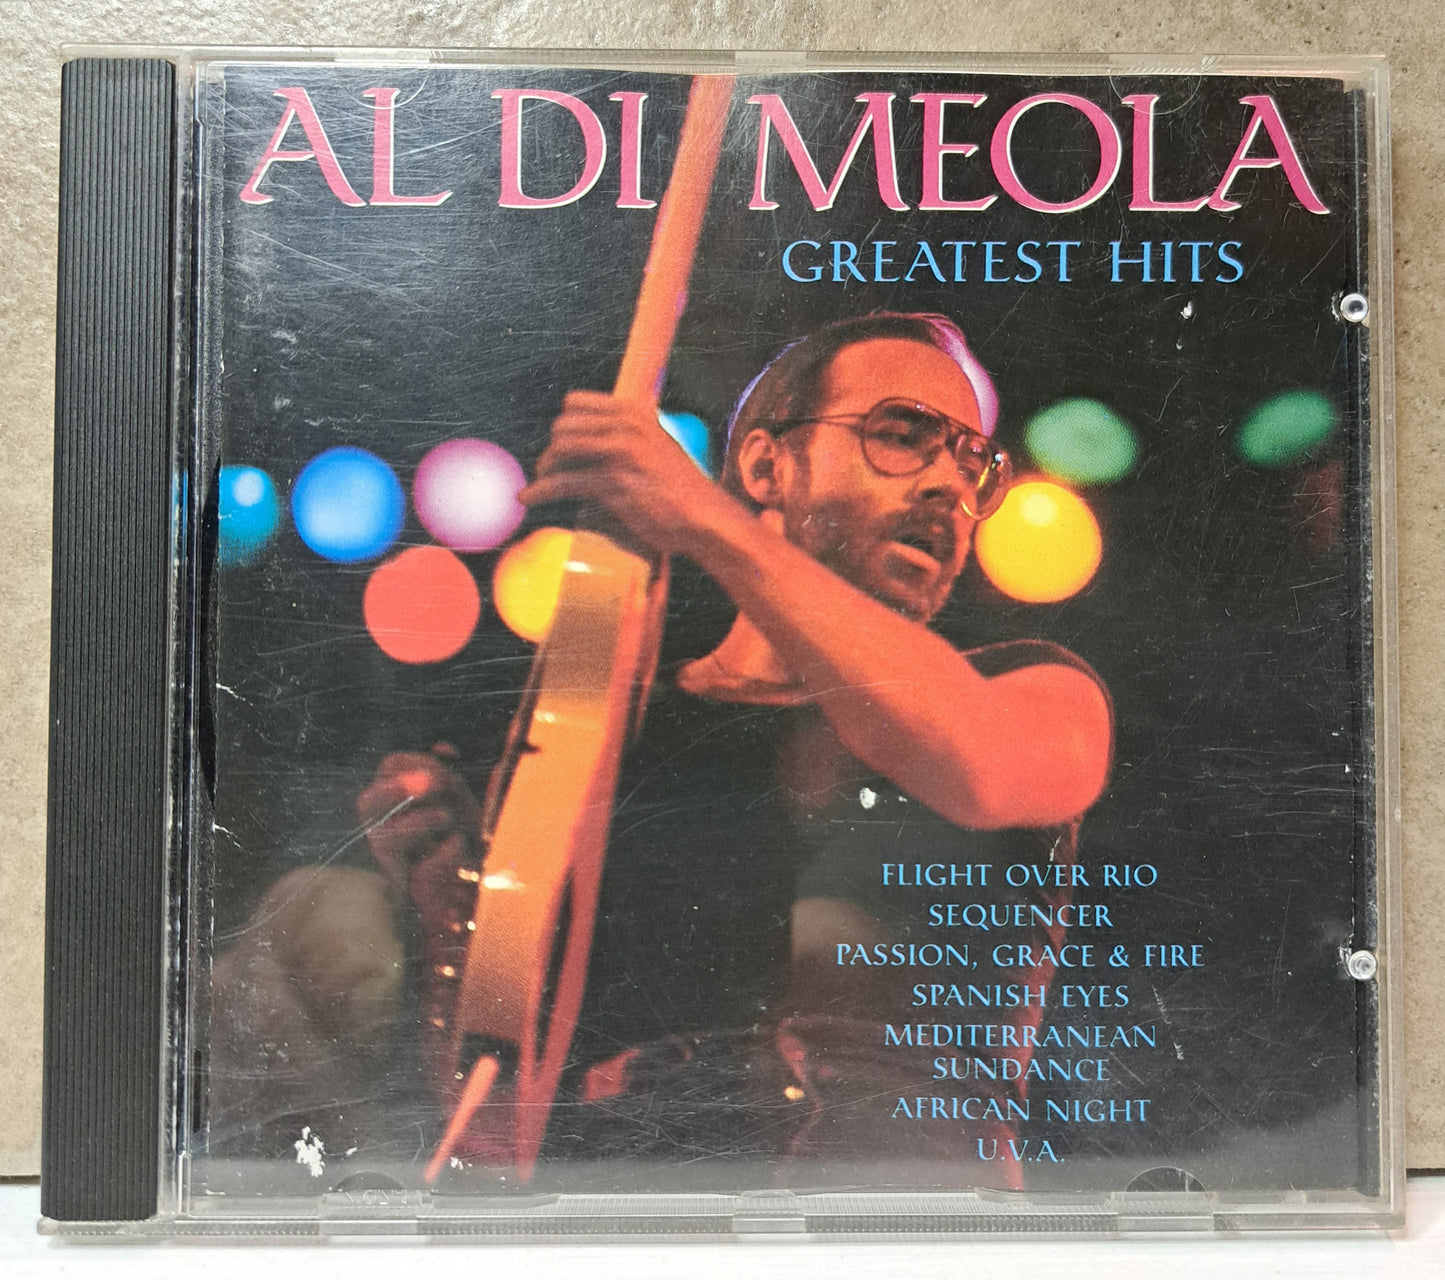 AL DI MEOLA
GREATEST HITS
FLIGHT OVER RIO
SEQUENCER
PASSION, GRACE & FIRE
SPANISH EYES
MEDITERRANEAN
SUNDANCE
AFRICAN NIGHT
U.V.A.